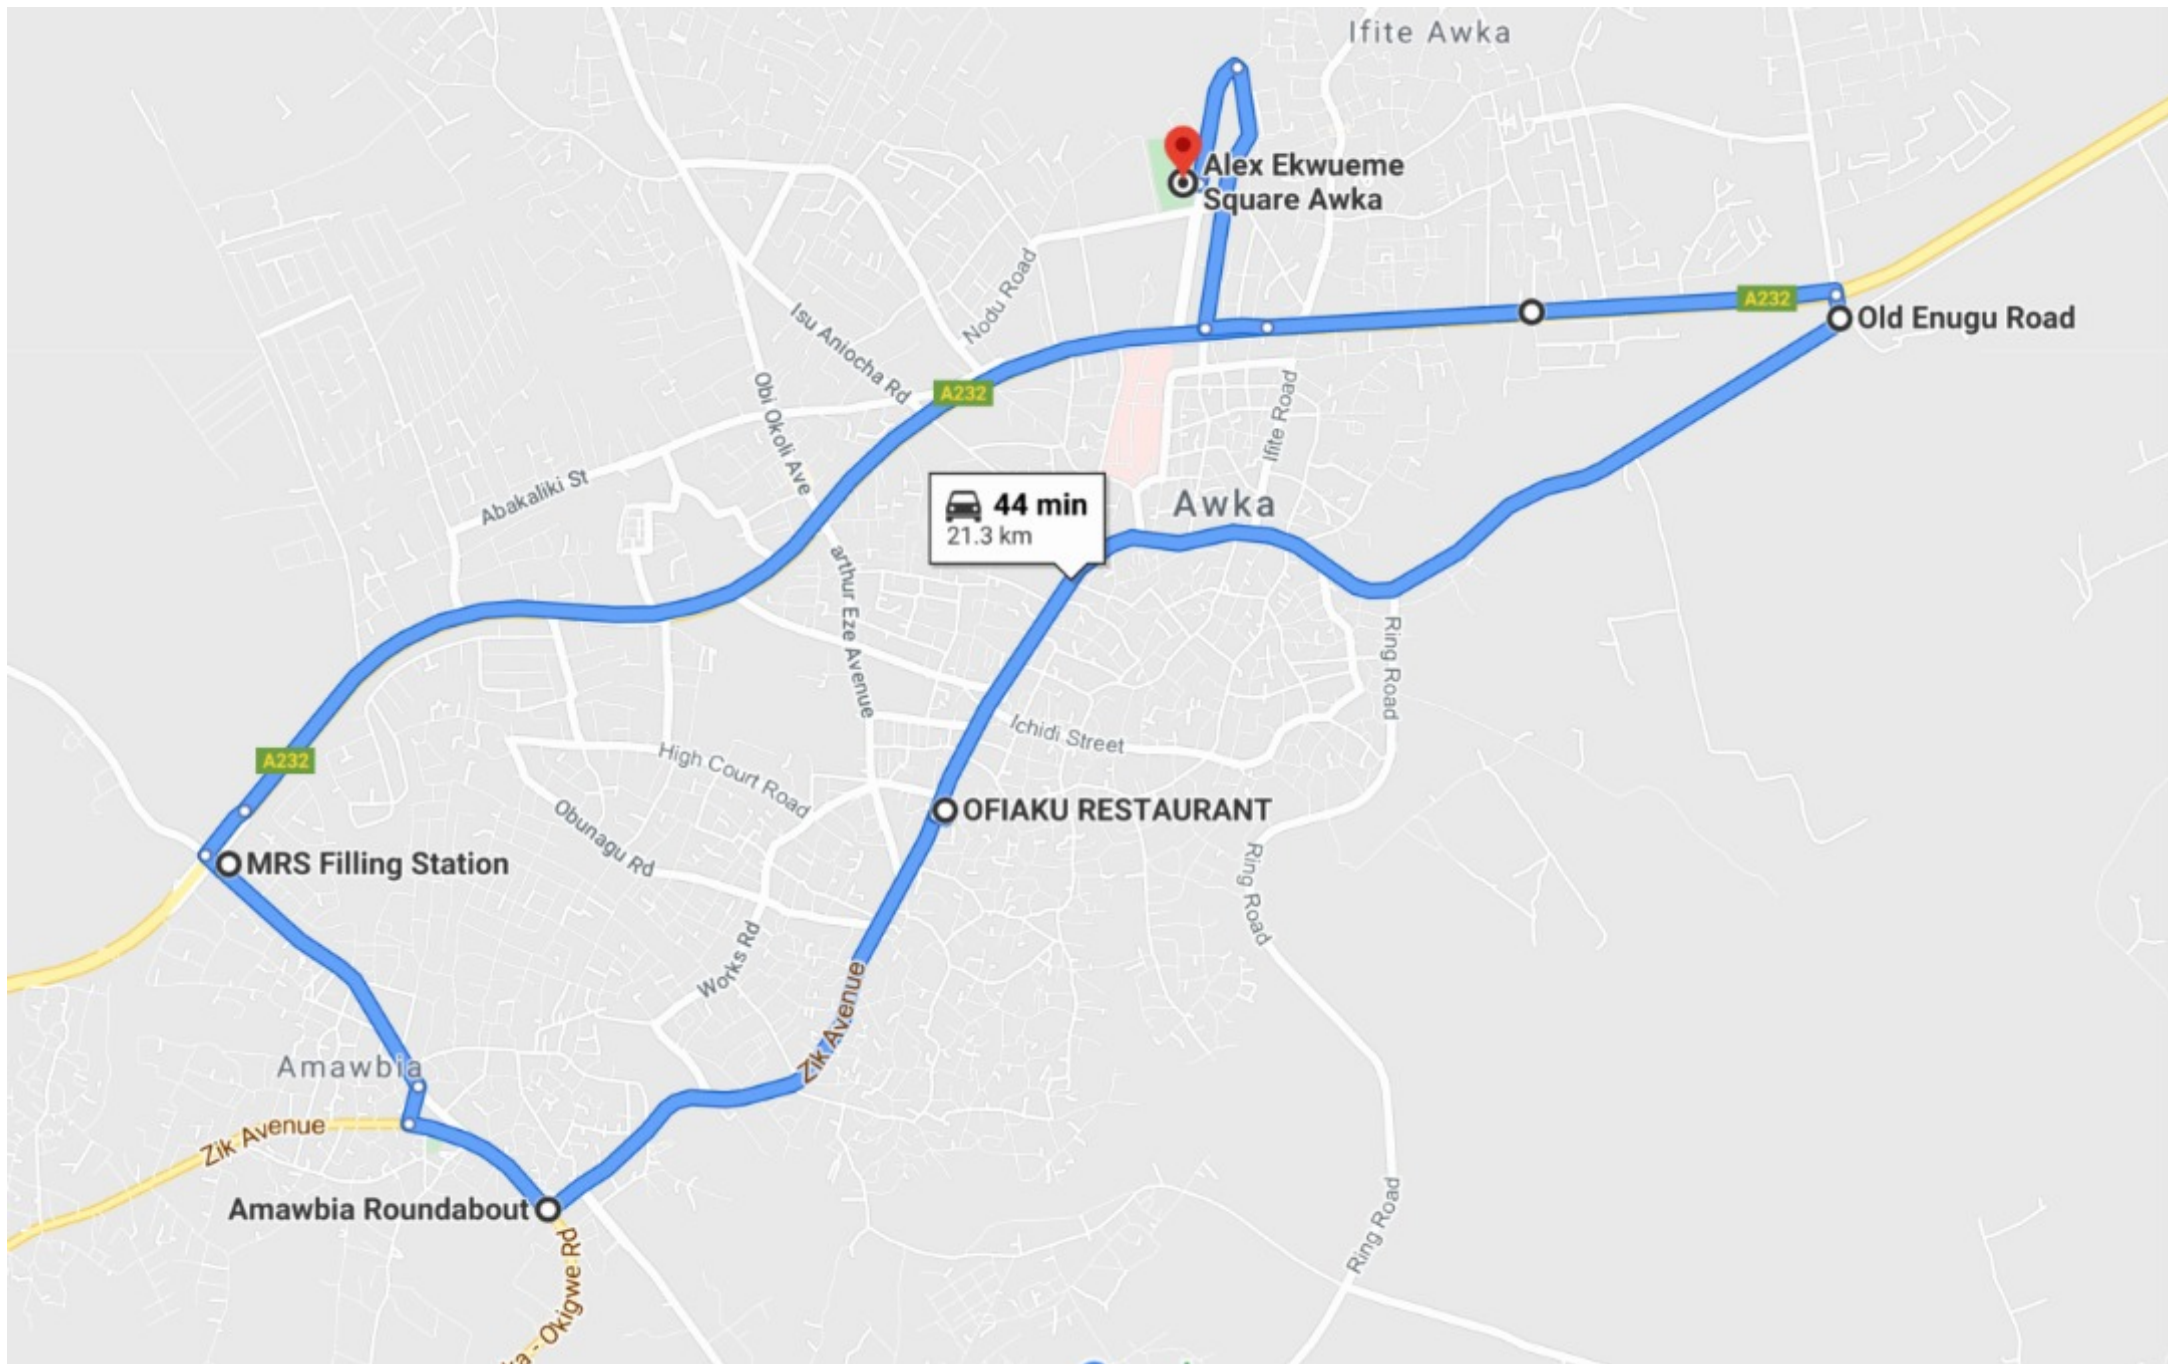 Ifite Awka
Alex Ekwueme
Square Awka
Nodu Road
A232
Old Enugu Road
Isu Aniocha Rd
A232
Obi Okoli Ave
Ifite Road
Abakaliki St
44 min
21.3 km
Awka
arthur Eze Avenue
Ring Road
Ichidi Street
A232
High Court Road
OFIAKU RESTAURANT
Obunagu Rd
MRS Filling Station
Ring Road
Works Rd
Zik Avenue
Amawbia
Zik Avenue
Amawbia Roundabout
Ring Road
ka - Okigwe Rd